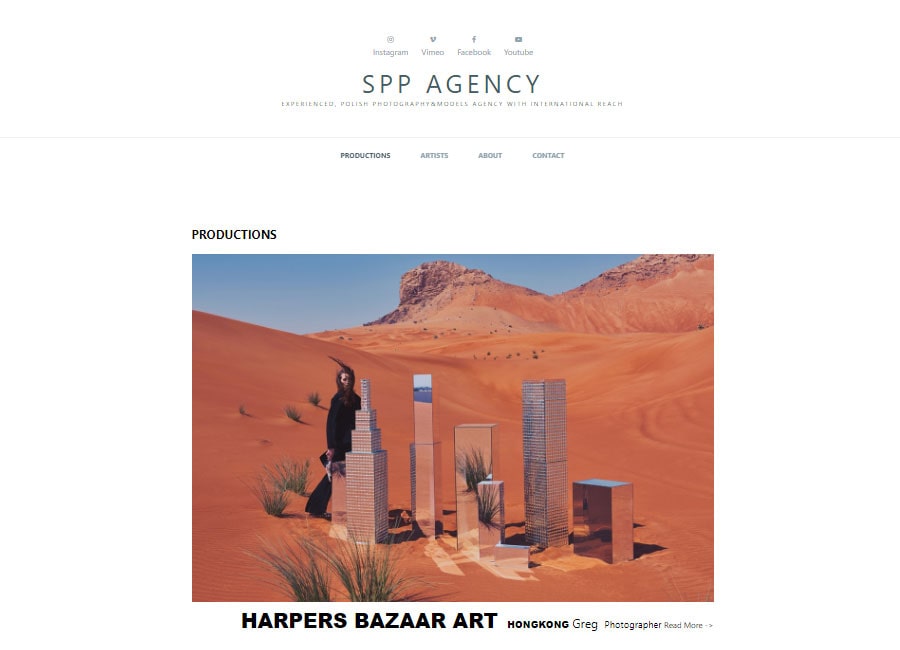 Instagram Vimeo Facebook Youtube
SPP AGENCY
EXPERIENCED, POLISH PHOTOGRAPHY&MODELS AGENCY WITH INTERNATIONAL REACH
PRODUCTIONS ARTISTS ABOUT CONTACT
PRODUCTIONS
HARPERS BAZAAR ART HONGKONG Greg Photographer Read More ->